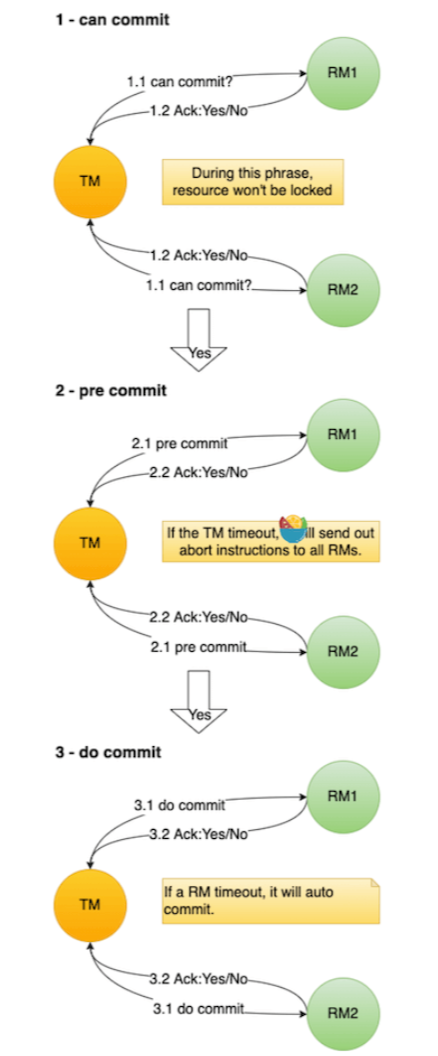 1 - can commit
RM1
1.1 can commit?
1.2 Ack:Yes/No
TM
During this phrase,
resource won't be locked
1.2 Ack:Yes/No
1.1 can commit?
RM2
Yes
2 - pre commit
RM1
2.1 pre commit
2.2 Ack:Yes/No
TM
If the TM timeout, ill send out
abort instructions to all RMs.
2.2 Ack:Yes/No
2.1 pre commit
RM2
Yes
3 - do commit
RM1
3.1 do commit
3.2 Ack:Yes/No
TM
If a RM timeout, it will auto
commit.
3.2 Ack:Yes/No
3.1 do commit
RM2